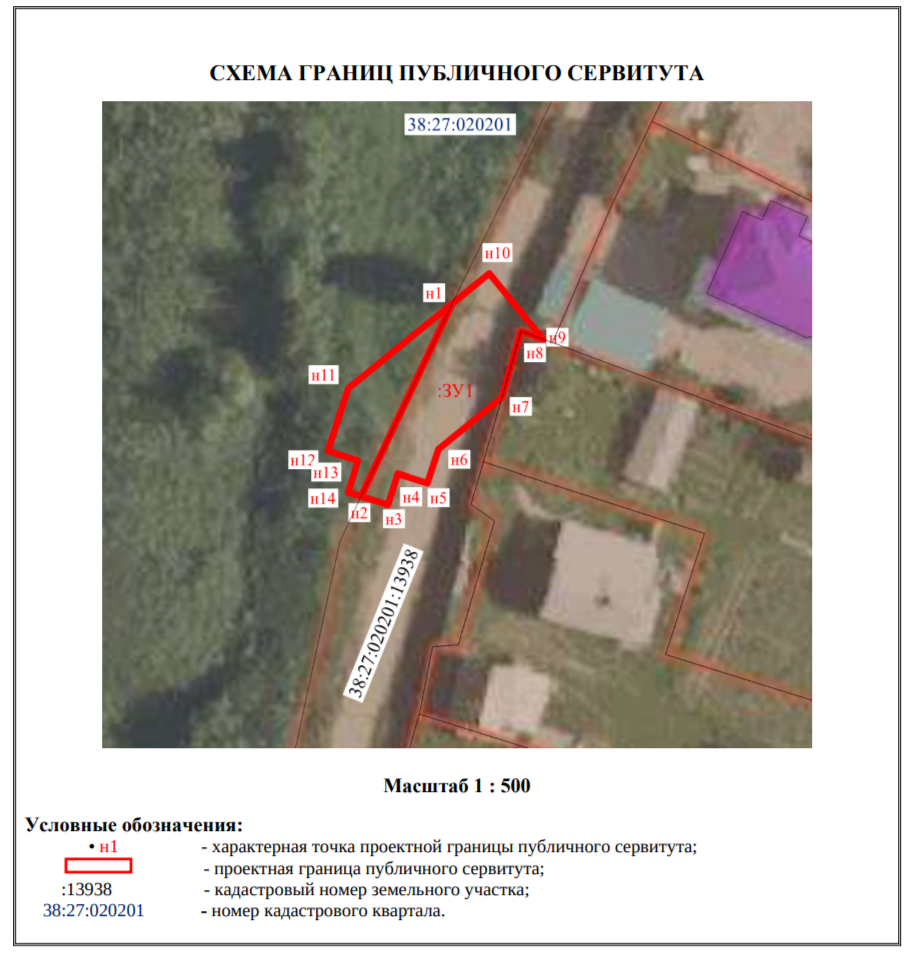 СХЕМА ГРАНИЦ ПУБЛИЧНОГО СЕРВИТУТА
38:27:020201
н10
н1
н9
н8
н11
:ЗУ1
н7
н6
н12
н13
н14
н5
н4
н2
н3
38:27:020201:13938
Масштаб 1 : 500
Условные обозначения:
• н1 - характерная точка проектной границы публичного сервитута;
- проектная граница публичного сервитута;
:13938 - кадастровый номер земельного участка;
38:27:020201 - номер кадастрового квартала.